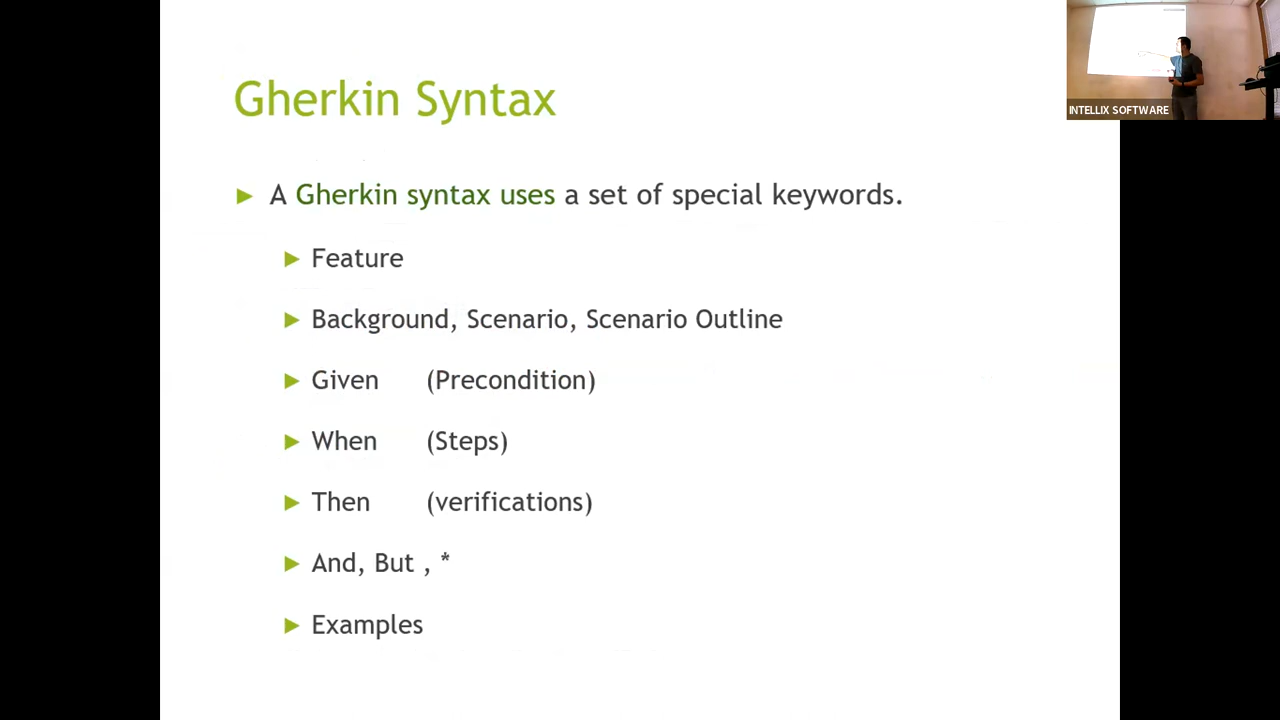 Gherkin Syntax
INTELLIX SOFTWARE
A Gherkin syntax uses a set of special keywords.
Feature
Background, Scenario, Scenario Outline
Given (Precondition)
When (Steps)
Then (verifications)
And, But , *
Examples